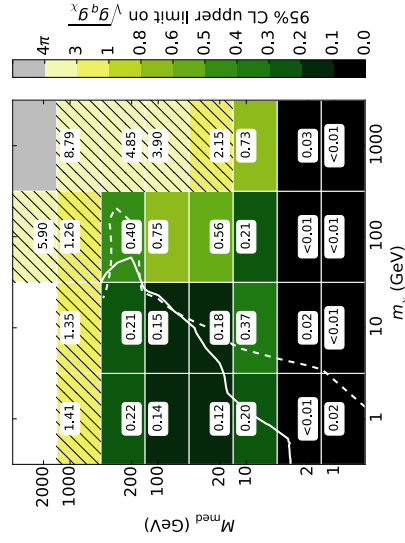 95% CL upper limit on √g_q g_χ
4π
3
1
0.8
0.6
0.5
0.4
0.3
0.2
0.1
0.0
M_med (GeV)
2000
1000
200
100
20
10
2
1
5.90
1.41 1.35 1.26 8.79
0.22 0.21 0.40 4.85
0.14 0.15 0.75 3.90
0.12 0.18 0.56 2.15
0.20 0.37 0.21 0.73
<0.01 0.02 <0.01 0.03
0.02 <0.01 <0.01 <0.01
1 10 100 1000
m (GeV)